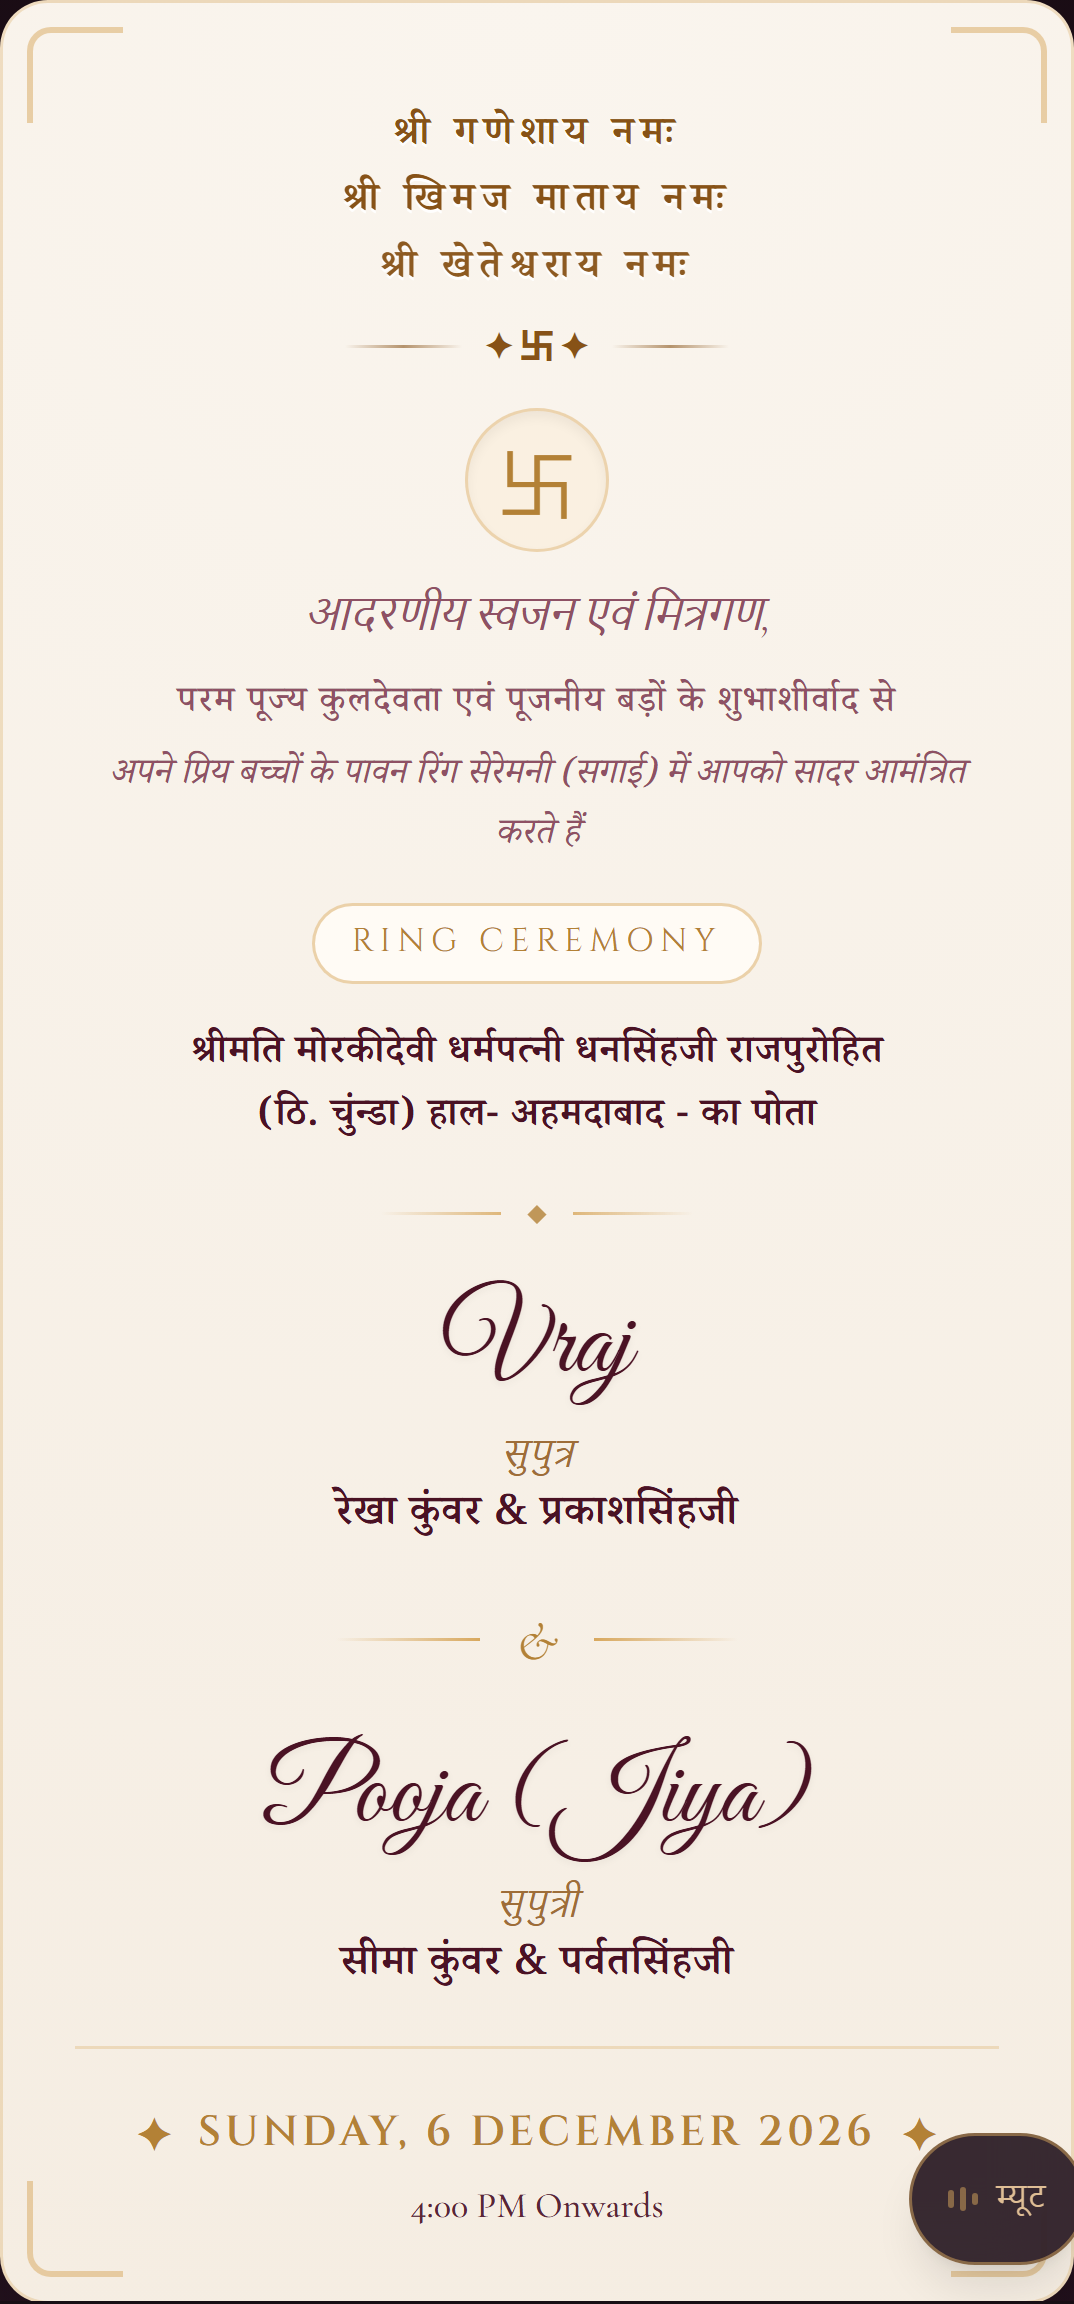 श्री गणेशाय नमः
श्री खिमज माताय नमः
श्री खेतेश्वराय नमः
✦卐✦
卐
आदरणीय स्वजन एवं मित्रगण,
परम पूज्य कुलदेवता एवं पूजनीय बड़ों के शुभाशीर्वाद से
अपने प्रिय बच्चों के पावन रिंग सेरेमनी (सगाई) में आपको सादर आमंत्रित
करते हैं
RING CEREMONY
श्रीमति मोरकीदेवी धर्मपत्नी धनसिंहजी राजपुरोहित
(ठि. चुंन्डा) हाल- अहमदाबाद - का पोता
Vraj
सुपुत्र
रेखा कुंवर & प्रकाशसिंहजी
&
Pooja (Jiya)
सुपुत्री
सीमा कुंवर & पर्वतसिंहजी
✦ SUNDAY, 6 DECEMBER 2026 ✦
4:00 PM Onwards
म्यूट